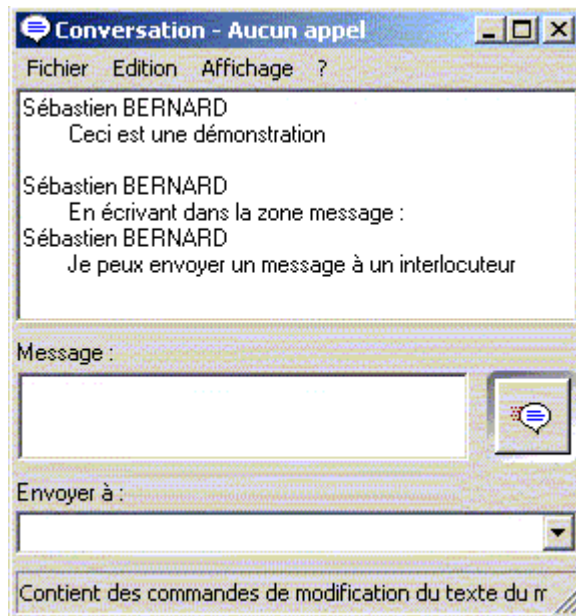 Conversation - Aucun appel
Fichier Edition Affichage ?
Sébastien BERNARD
Ceci est une démonstration
Sébastien BERNARD
En écrivant dans la zone message :
Sébastien BERNARD
Je peux envoyer un message à un interlocuteur
Message :
Envoyer à :
Contient des commandes de modification du texte du